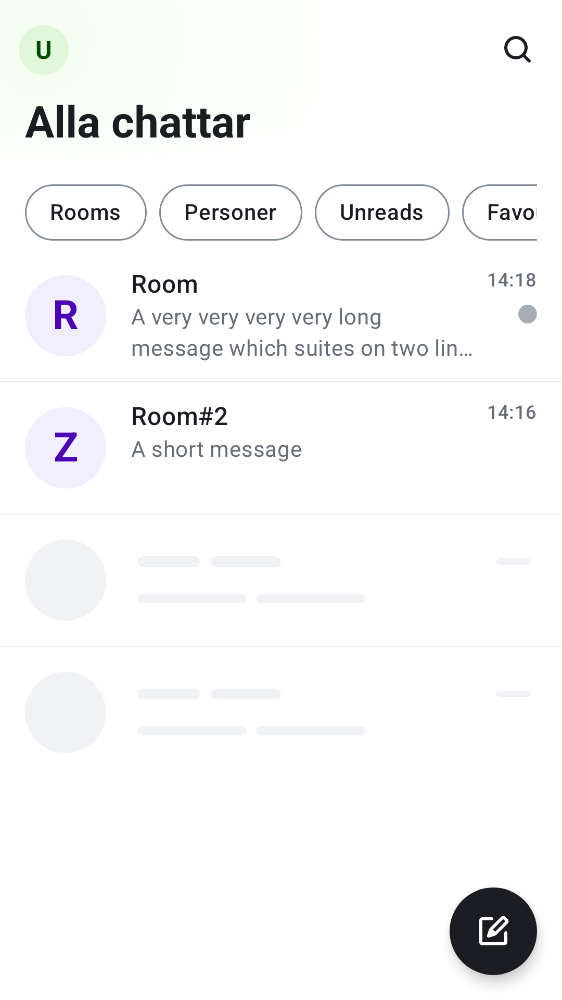 U
Alla chattar
Rooms
Personer
Unreads
Favo
R
Room
14:18
A very very very very long
message which suites on two lin…
Z
Room#2
14:16
A short message